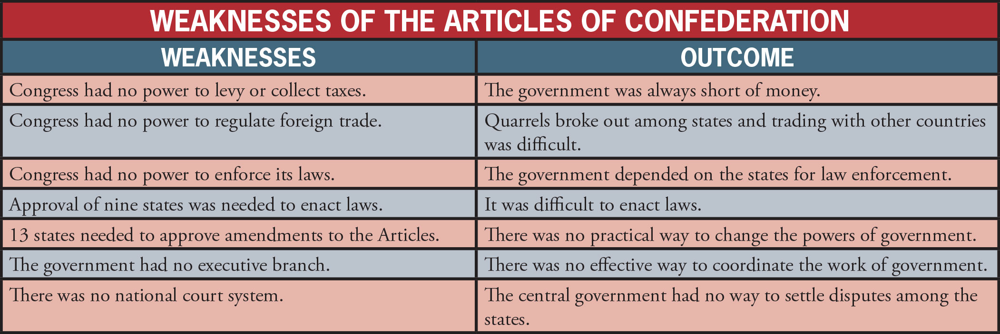 WEAKNESSES OF THE ARTICLES OF CONFEDERATION
WEAKNESSES
OUTCOME
Congress had no power to levy or collect taxes.
The government was always short of money.
Congress had no power to regulate foreign trade.
Quarrels broke out among states and trading with other countries
was difficult.
Congress had no power to enforce its laws.
The government depended on the states for law enforcement.
Approval of nine states was needed to enact laws.
It was difficult to enact laws.
13 states needed to approve amendments to the Articles.
There was no practical way to change the powers of government.
The government had no executive branch.
There was no effective way to coordinate the work of government.
There was no national court system.
The central government had no way to settle disputes among the
states.